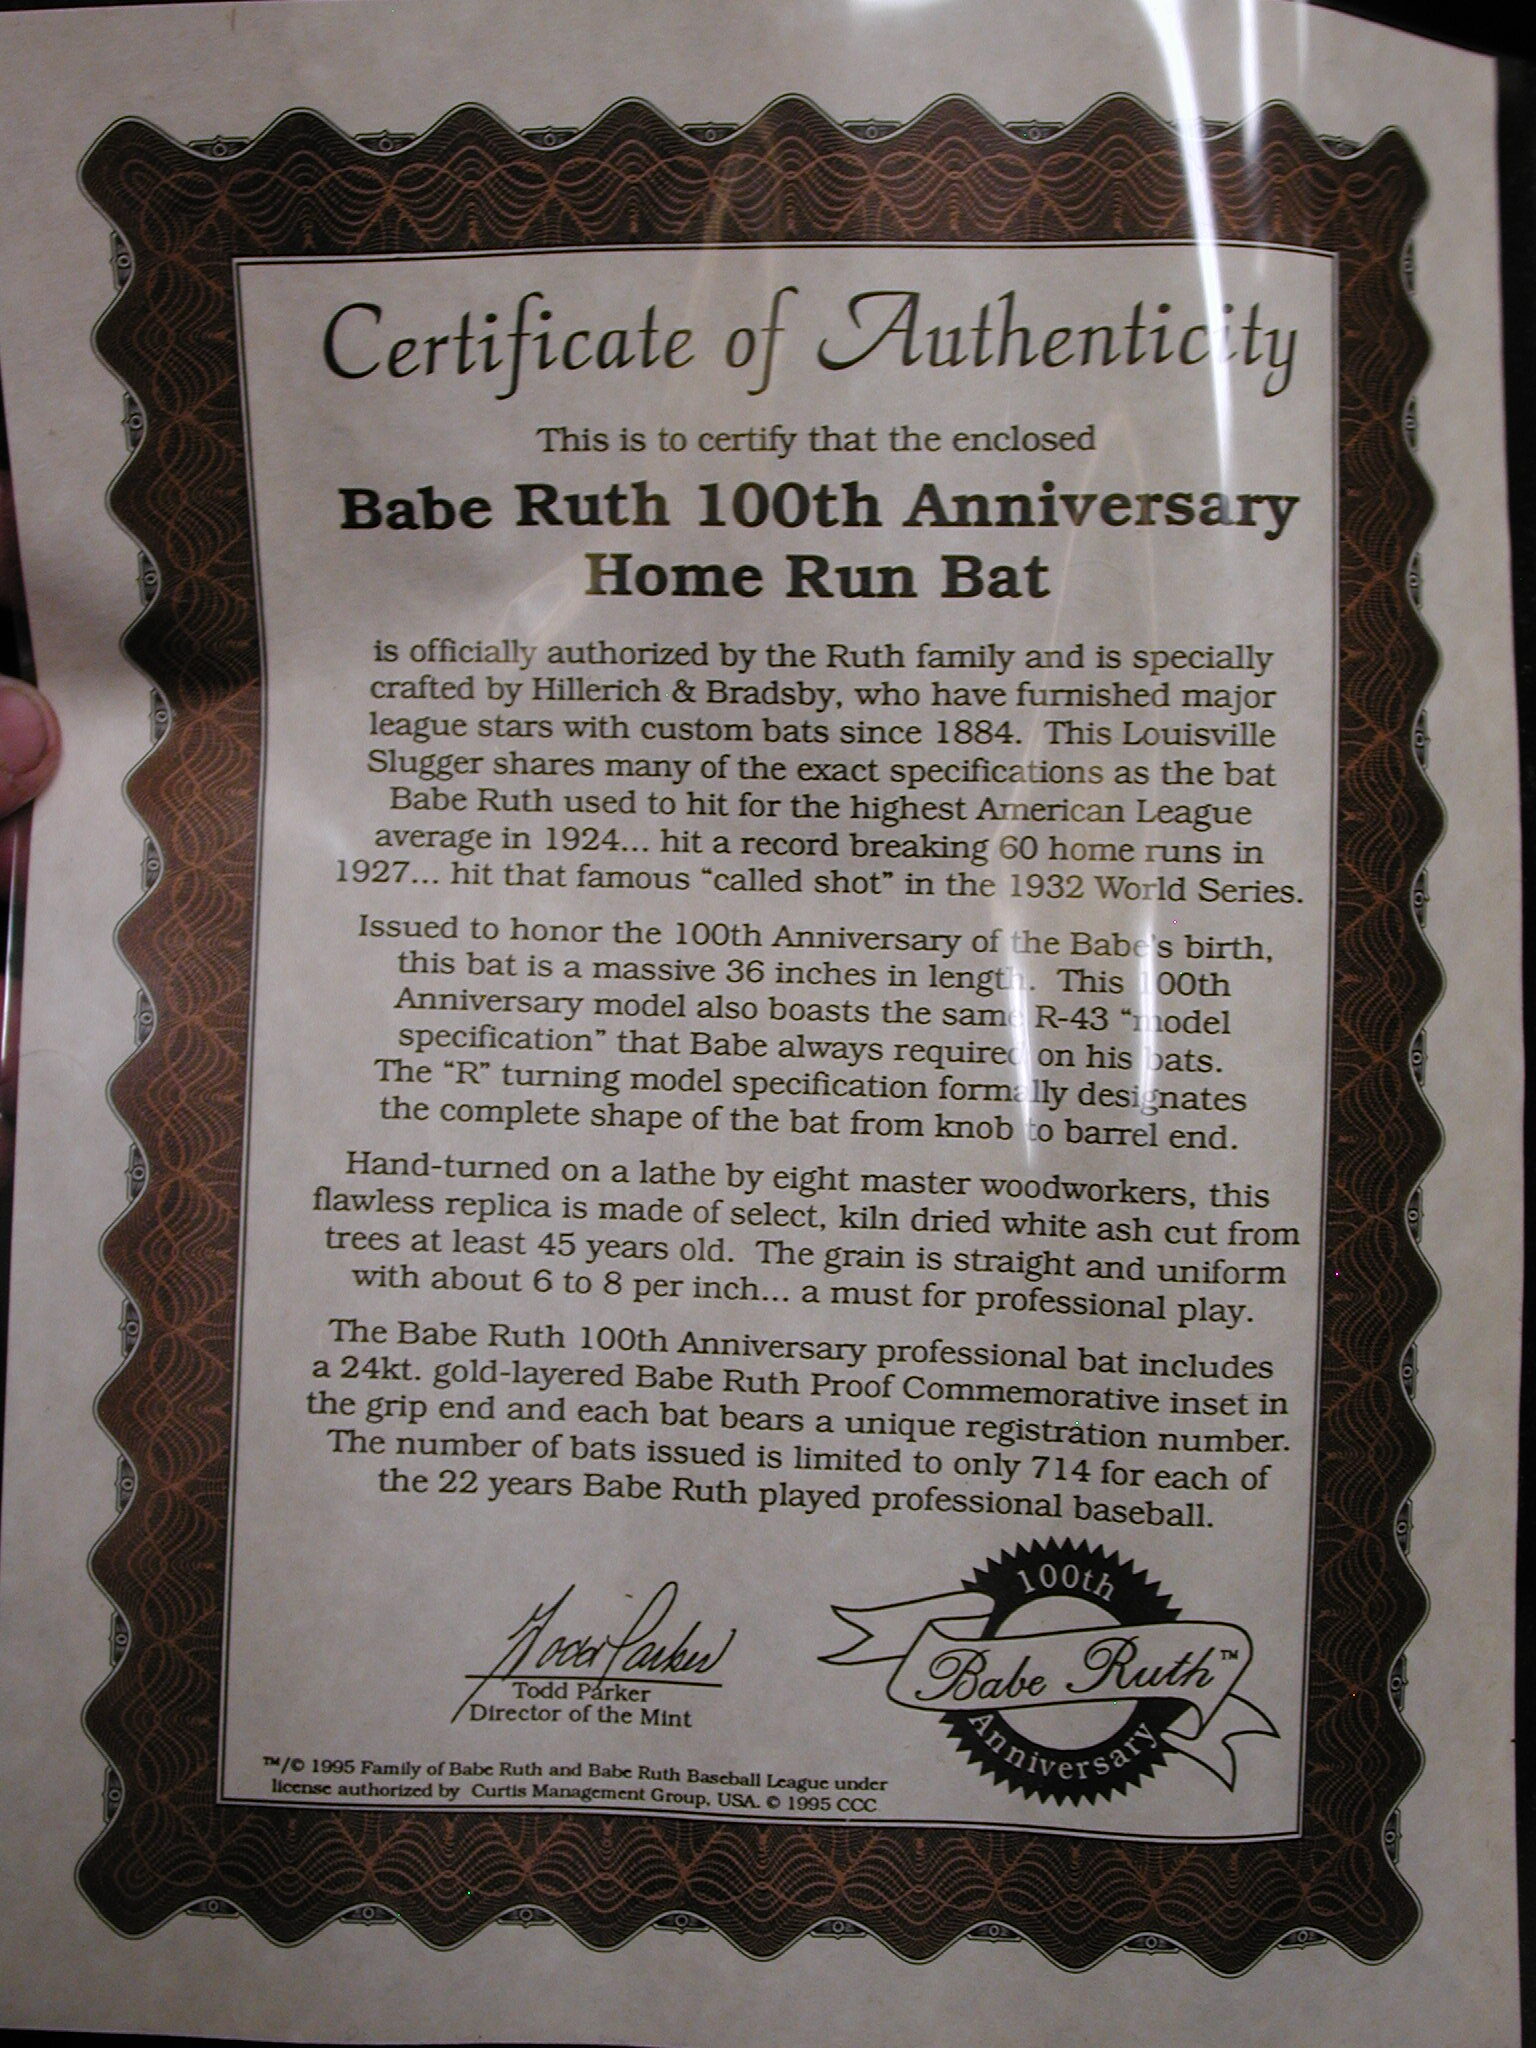 Certificate of Authenticity
This is to certify that the enclosed
Babe Ruth 100th Anniversary
Home Run Bat
is officially authorized by the Ruth family and is specially
crafted by Hillerich & Bradsby, who have furnished major
league stars with custom bats since 1884. This Louisville
Slugger shares many of the exact specifications as the bat
Babe Ruth used to hit for the highest American League
average in 1924... hit a record breaking 60 home runs in
1927... hit that famous “called shot” in the 1932 World Series.
Issued to honor the 100th Anniversary of the Babe's birth,
this bat is a massive 36 inches in length. This 100th
Anniversary model also boasts the same R-43 “model
specification” that Babe always required on his bats.
The “R” turning model specification formally designates
the complete shape of the bat from knob to barrel end.
Hand-turned on a lathe by eight master woodworkers, this
flawless replica is made of select, kiln dried white ash cut from
trees at least 45 years old. The grain is straight and uniform
with about 6 to 8 per inch... a must for professional play.
The Babe Ruth 100th Anniversary professional bat includes
a 24kt. gold-layered Babe Ruth Proof Commemorative inset in
the grip end and each bat bears a unique registration number.
The number of bats issued is limited to only 714 for each of
the 22 years Babe Ruth played professional baseball.
Todd Parker
Todd Parker
Director of the Mint
100th
Babe Ruth™
Anniversary
™/© 1995 Family of Babe Ruth and Babe Ruth Baseball League under
license authorized by Curtis Management Group, USA. © 1995 CCC